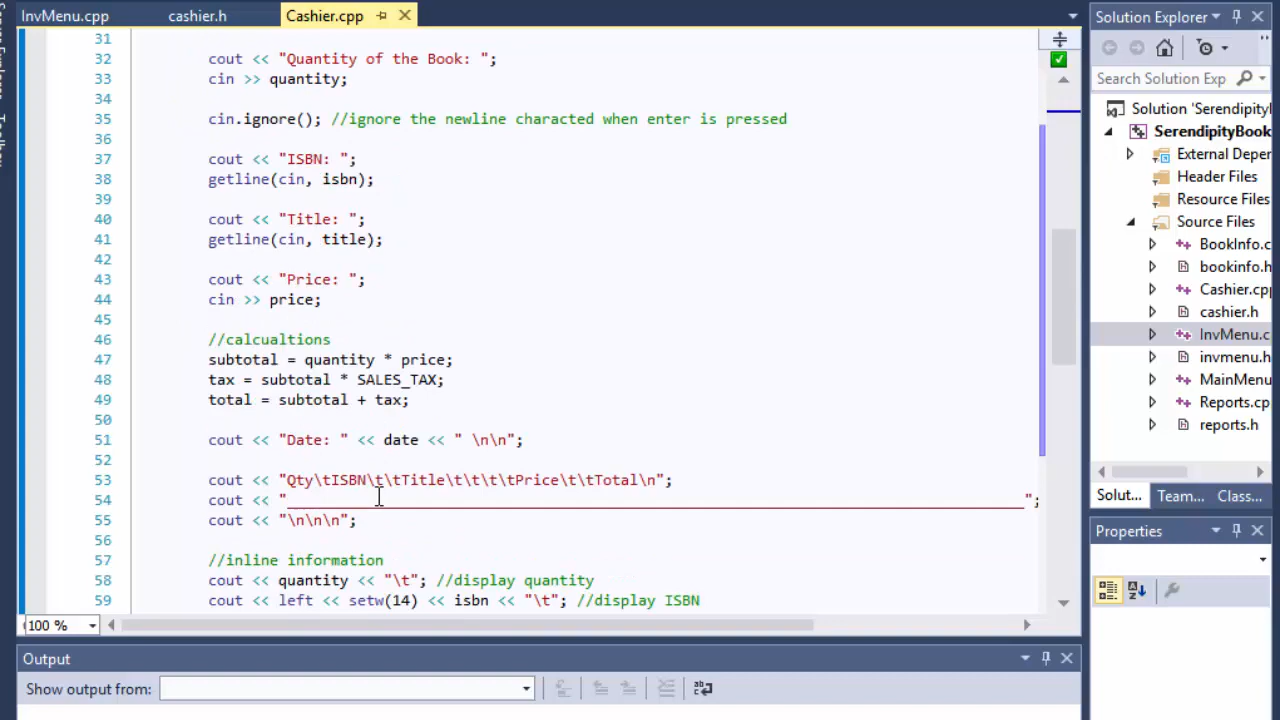 InvMenu.cpp
cashier.h
Cashier.cpp
31
32 cout << "Quantity of the Book: ";
33 cin >> quantity;
34
35 cin.ignore(); //ignore the newline characted when enter is pressed
36
37 cout << "ISBN: ";
38 getline(cin, isbn);
39
40 cout << "Title: ";
41 getline(cin, title);
42
43 cout << "Price: ";
44 cin >> price;
45
46 //calcualtions
47 subtotal = quantity * price;
48 tax = subtotal * SALES_TAX;
49 total = subtotal + tax;
50
51 cout << "Date: " << date << " \n\n";
52
53 cout << "Qty\tISBN\t\tTitle\t\t\t\tPrice\t\tTotal\n";
54 cout << "____________________________________________________________________________________";
55 cout << "\n\n\n";
56
57 //inline information
58 cout << quantity << "\t"; //display quantity
59 cout << left << setw(14) << isbn << "\t"; //display ISBN
100 %
Output
Show output from:
Solution Explorer
Search Solution Exp
Solution 'Serendipity
SerendipityBook
External Deper
Header Files
Resource Files
Source Files
BookInfo.c
bookinfo.h
Cashier.cpp
cashier.h
InvMenu.c
invmenu.h
MainMenu
Reports.cp
reports.h
Solut...
Team...
Class...
Properties